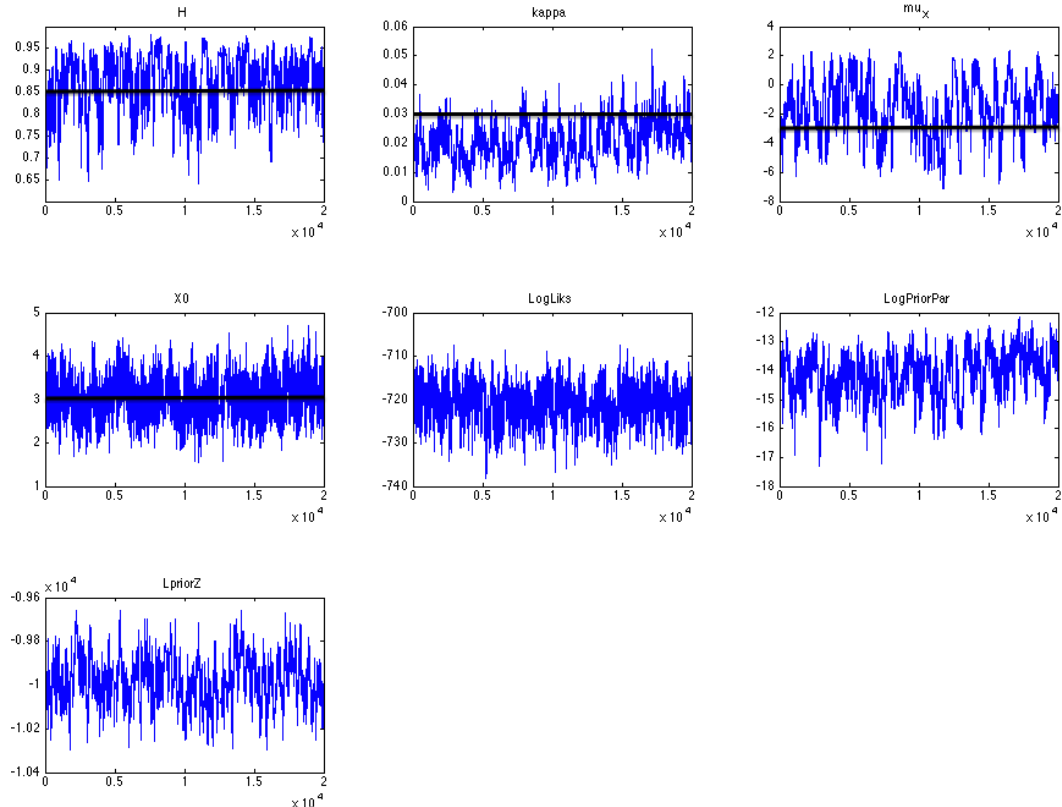 H
0.95
0.9
0.85
0.8
0.75
0.7
0.65
0 0.5 1 1.5 2
x 10^4
kappa
0.06
0.05
0.04
0.03
0.02
0.01
0
0 0.5 1 1.5 2
x 10^4
mu_X
4
2
0
-2
-4
-6
-8
0 0.5 1 1.5 2
x 10^4
X0
5
4
3
2
1
0 0.5 1 1.5 2
x 10^4
LogLiks
-700
-710
-720
-730
-740
0 0.5 1 1.5 2
x 10^4
LogPriorPar
-12
-13
-14
-15
-16
-17
-18
0 0.5 1 1.5 2
x 10^4
LpriorZ
x 10^4
-0.96
-0.98
-1
-1.02
-1.04
0 0.5 1 1.5 2
x 10^4